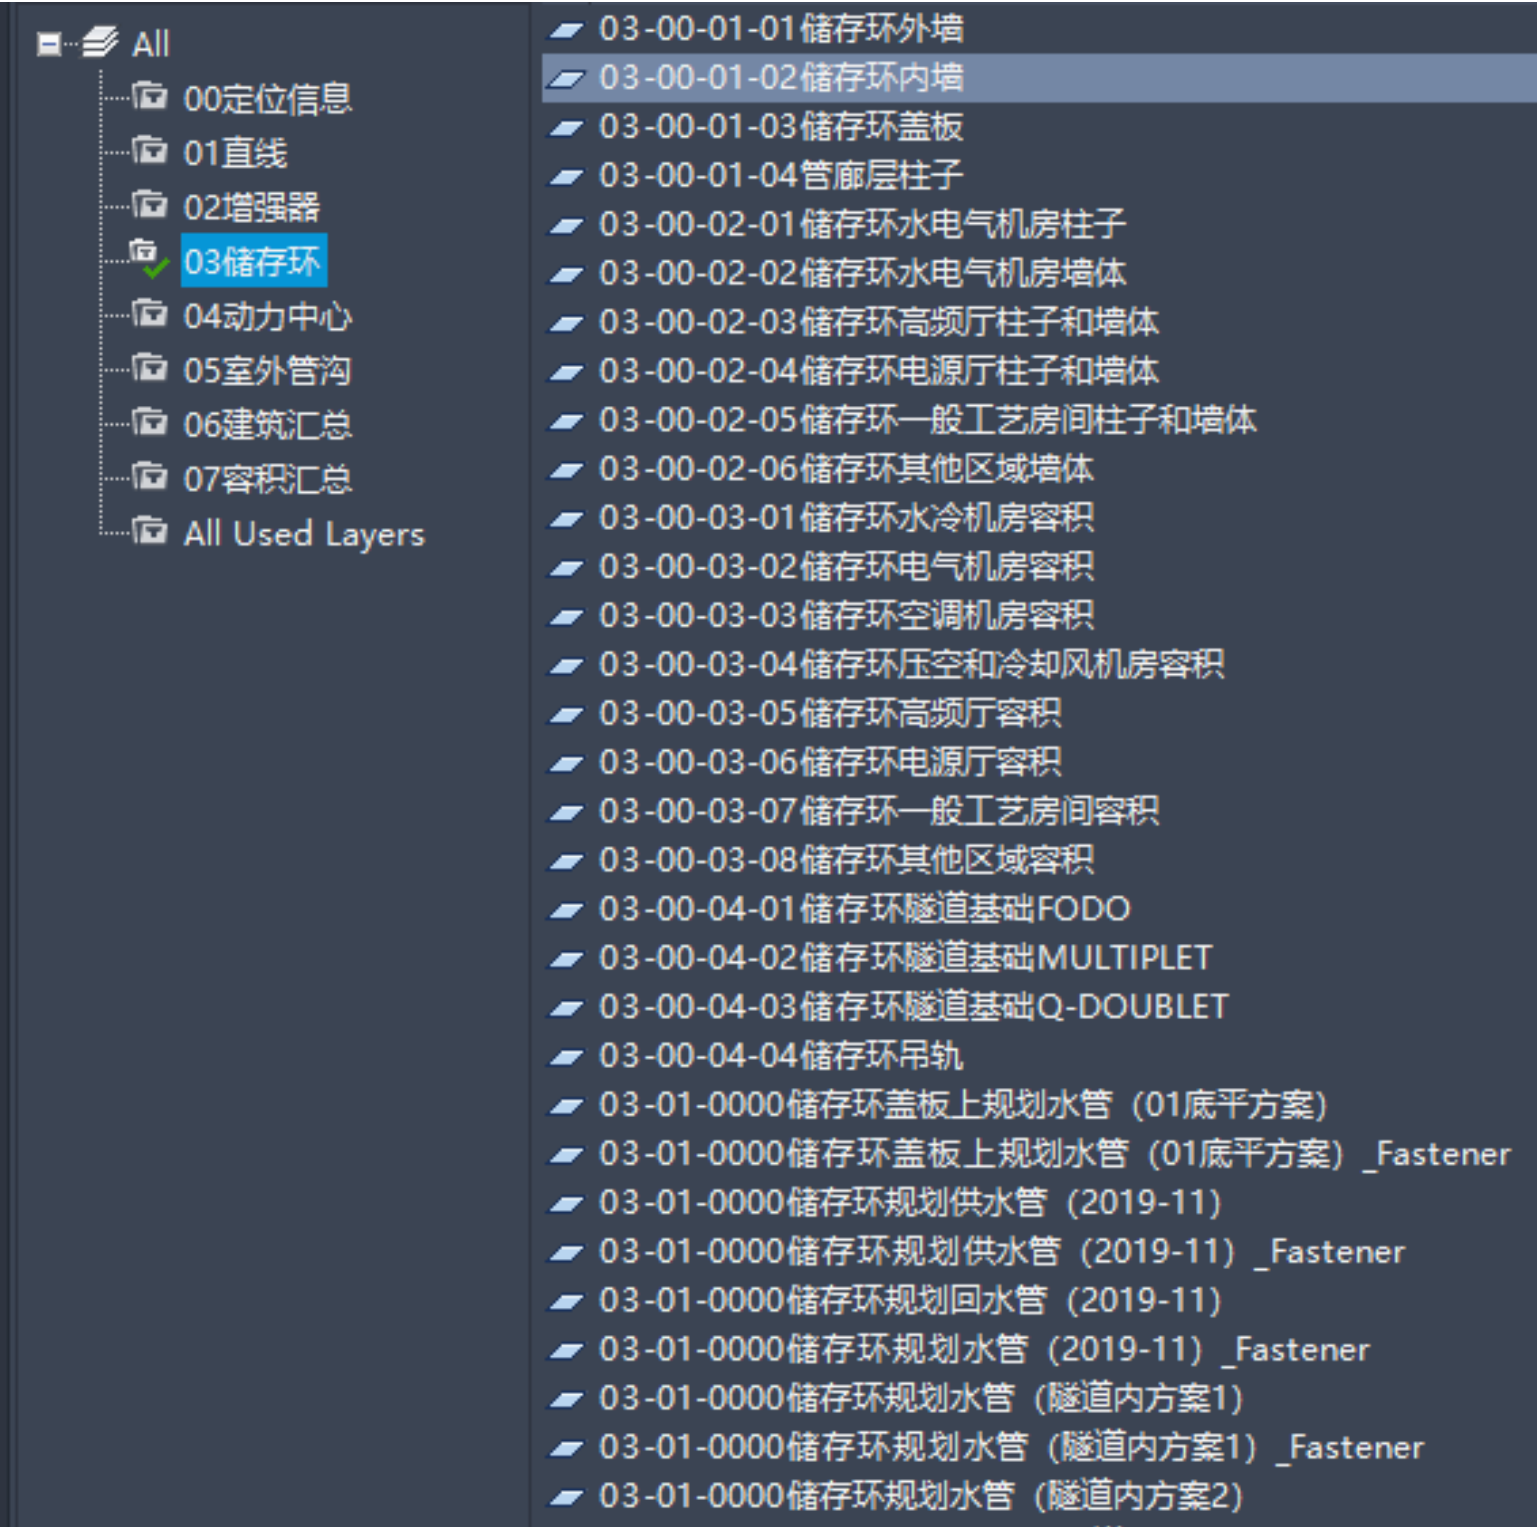 All
00定位信息
01直线
02增强器
03储存环
04动力中心
05室外管沟
06建筑汇总
07容积汇总
All Used Layers
03-00-01-01储存环外墙
03-00-01-02储存环内墙
03-00-01-03储存环盖板
03-00-01-04管廊层柱子
03-00-02-01储存环水电气机房柱子
03-00-02-02储存环水电气机房墙体
03-00-02-03储存环高频厅柱子和墙体
03-00-02-04储存环电源厅柱子和墙体
03-00-02-05储存环一般工艺房间柱子和墙体
03-00-02-06储存环其他区域墙体
03-00-03-01储存环水冷机房容积
03-00-03-02储存环电气机房容积
03-00-03-03储存环空调机房容积
03-00-03-04储存环压空和冷却风机房容积
03-00-03-05储存环高频厅容积
03-00-03-06储存环电源厅容积
03-00-03-07储存环一般工艺房间容积
03-00-03-08储存环其他区域容积
03-00-04-01储存环隧道基础FODO
03-00-04-02储存环隧道基础MULTIPLET
03-00-04-03储存环隧道基础Q-DOUBLET
03-00-04-04储存环吊轨
03-01-0000储存环盖板上规划水管（01底平方案）
03-01-0000储存环盖板上规划水管（01底平方案）_Fastener
03-01-0000储存环规划供水管（2019-11）
03-01-0000储存环规划供水管（2019-11）_Fastener
03-01-0000储存环规划回水管（2019-11）
03-01-0000储存环规划水管（2019-11）_Fastener
03-01-0000储存环规划水管（隧道内方案1）
03-01-0000储存环规划水管（隧道内方案1）_Fastener
03-01-0000储存环规划水管（隧道内方案2）